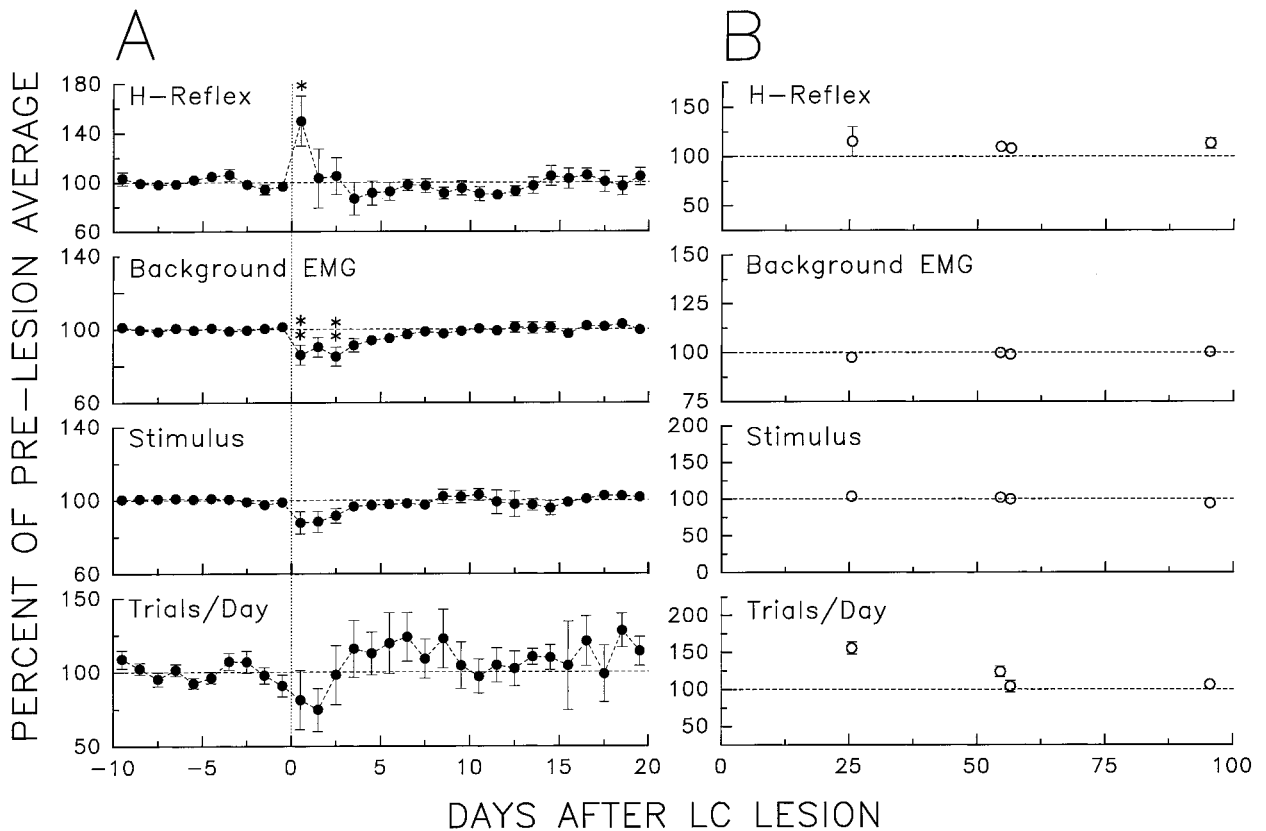 A
B
PERCENT OF PRE-LESION AVERAGE
H-Reflex
180
140
100
60
*
Background EMG
140
100
60
*
*
*
*
Stimulus
140
100
60
Trials/Day
150
100
50
-10 -5 0 5 10 15 20
H-Reflex
150
100
50
Background EMG
150
125
100
75
Stimulus
200
150
100
50
0
Trials/Day
200
150
100
50
0 25 50 75 100
DAYS AFTER LC LESION